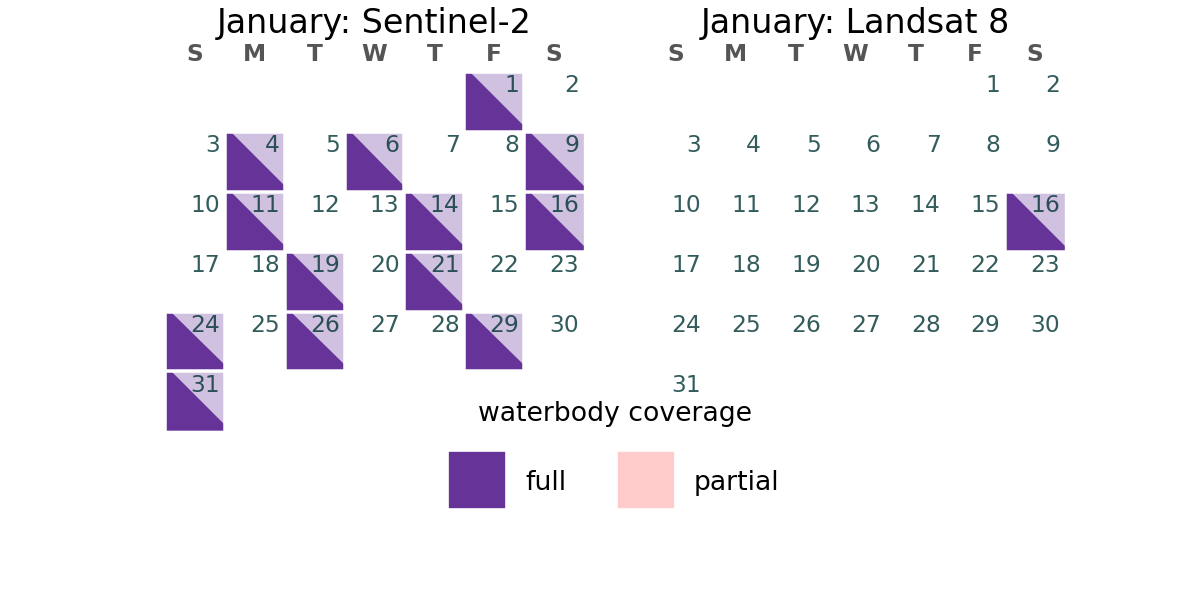 January: Sentinel-2
S M T W T F S
1 2
3 4 5 6 7 8 9
10 11 12 13 14 15 16
17 18 19 20 21 22 23
24 25 26 27 28 29 30
31
January: Landsat 8
S M T W T F S
1 2
3 4 5 6 7 8 9
10 11 12 13 14 15 16
17 18 19 20 21 22 23
24 25 26 27 28 29 30
31
waterbody coverage
full partial